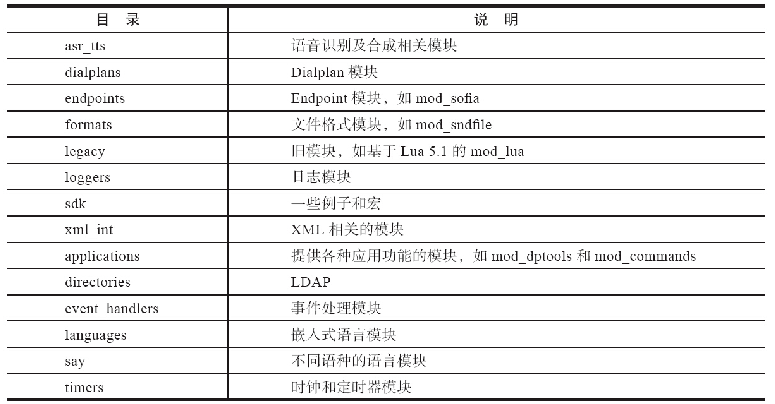 目 录 说 明
asr_tts 语音识别及合成相关模块
dialplans Dialplan 模块
endpoints Endpoint 模块，如 mod_sofia
formats 文件格式模块，如 mod_sndfile
legacy 旧模块，如基于 Lua 5.1 的 mod_lua
loggers 日志模块
sdk 一些例子和宏
xml_int XML 相关的模块
applications 提供各种应用功能的模块，如 mod_dptools 和 mod_commands
directories LDAP
event_handlers 事件处理模块
languages 嵌入式语言模块
say 不同语种的语言模块
timers 时钟和定时器模块